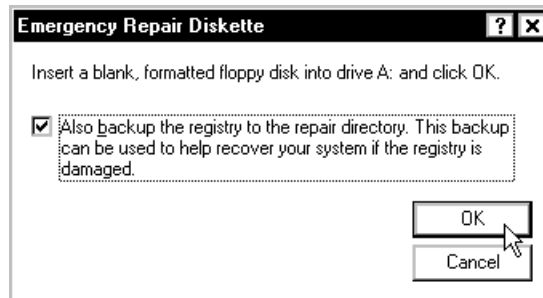 Emergency Repair Diskette
Insert a blank, formatted floppy disk into drive A: and click OK.
Also backup the registry to the repair directory. This backup
can be used to help recover your system if the registry is
damaged.
OK
Cancel